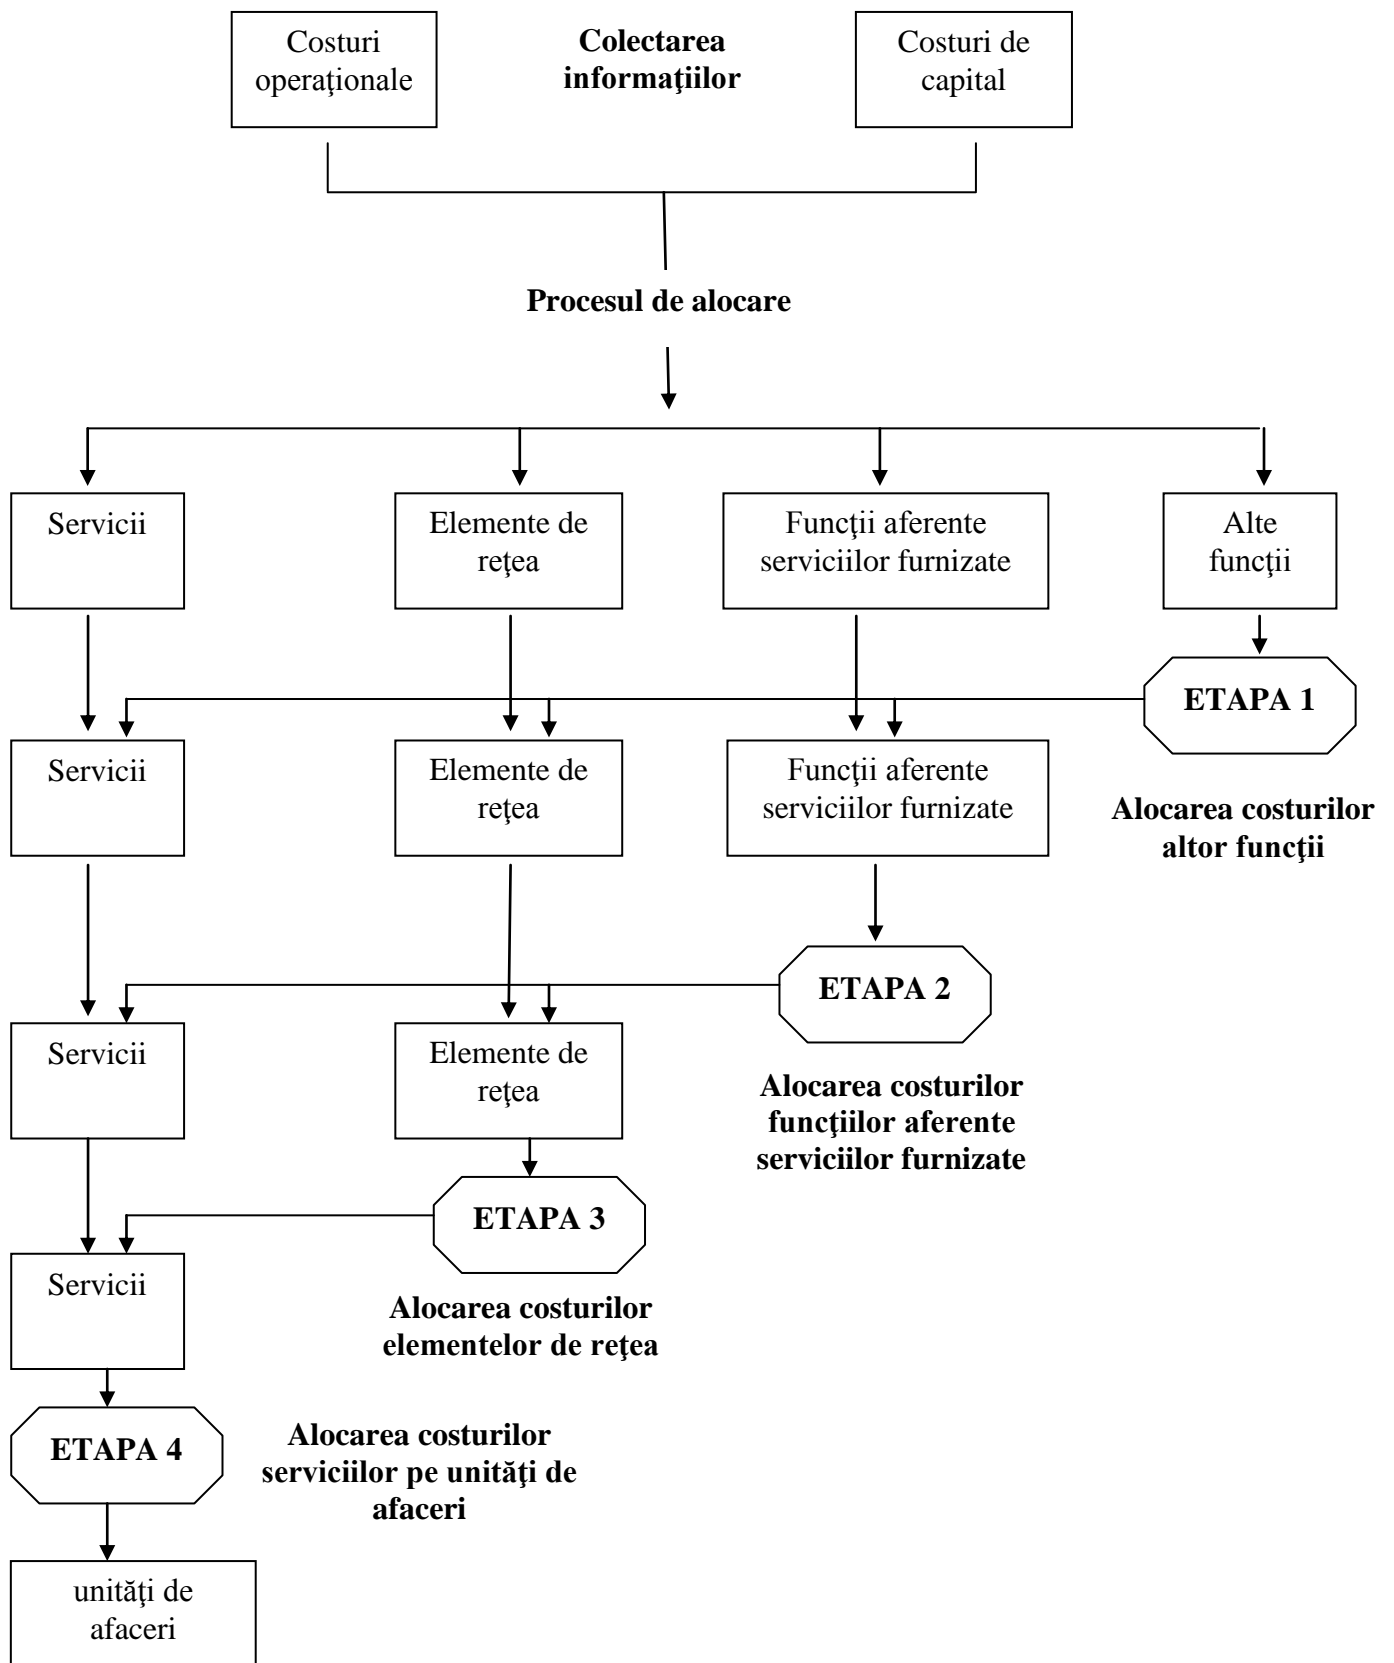 Costuri
operaţionale
Colectarea
informaţiilor
Costuri de
capital
Procesul de alocare
Servicii
Elemente de
reţea
Funcţii aferente
serviciilor furnizate
Alte
funcţii
ETAPA 1
Servicii
Elemente de
reţea
Funcţii aferente
serviciilor furnizate
Alocarea costurilor
altor funcţii
ETAPA 2
Servicii
Elemente de
reţea
Alocarea costurilor
funcţiilor aferente
serviciilor furnizate
ETAPA 3
Servicii
Alocarea costurilor
elementelor de reţea
ETAPA 4
Alocarea costurilor
serviciilor pe unităţi de
afaceri
unităţi de
afaceri